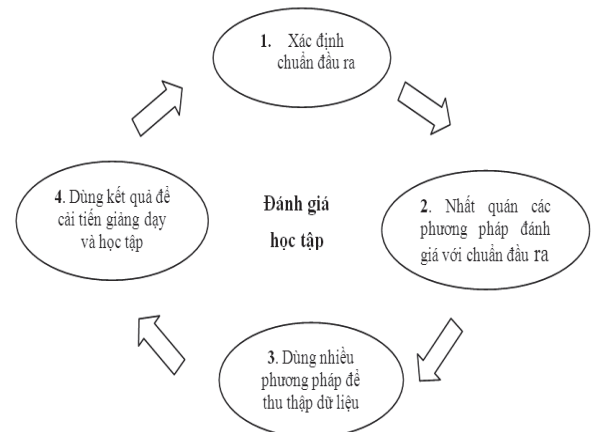 1. Xác định
chuẩn đầu ra
2. Nhất quán các
phương pháp đánh
giá với chuẩn đầu ra
3. Dùng nhiều
phương pháp để
thu thập dữ liệu
4. Dùng kết quả để
cải tiến giảng dạy
và học tập
Đánh giá
học tập